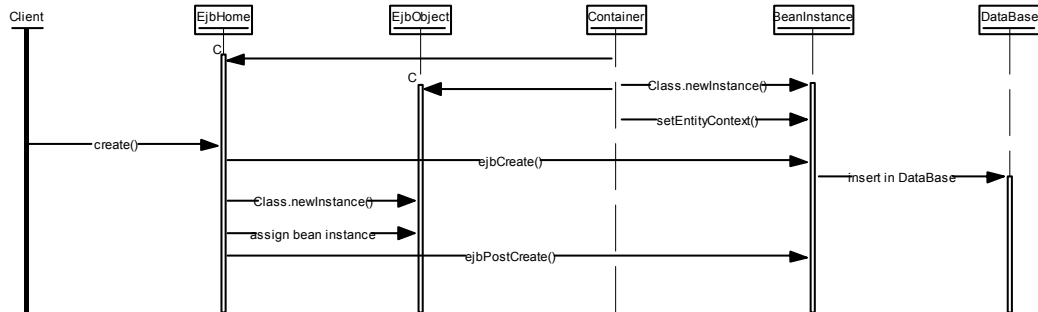 Client
EjbHome
EjbObject
Container
BeanInstance
DataBase
C
C
Class.newInstance()
setEntityContext()
create()
ejbCreate()
insert in DataBase
Class.newInstance()
assign bean instance
ejbPostCreate()